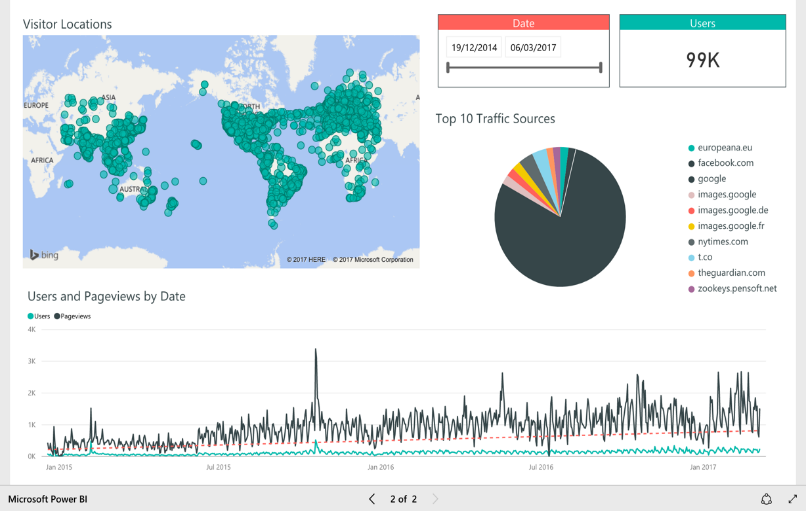 Visitor Locations
Date
Users
19/12/2014 06/03/2017
99K
EUROPE
ASIA
AFRICA
Top 10 Traffic Sources
europeana.eu
facebook.com
google
images.google
images.google.de
images.google.fr
nytimes.com
t.co
theguardian.com
zookeys.pensoft.net
bing
© 2017 HERE © 2017 Microsoft Corporation
Users and Pageviews by Date
Users Pageviews
4K
3K
2K
1K
0K
Jan 2015 Jul 2015 Jan 2016 Jul 2016 Jan 2017
Microsoft Power BI
2 of 2